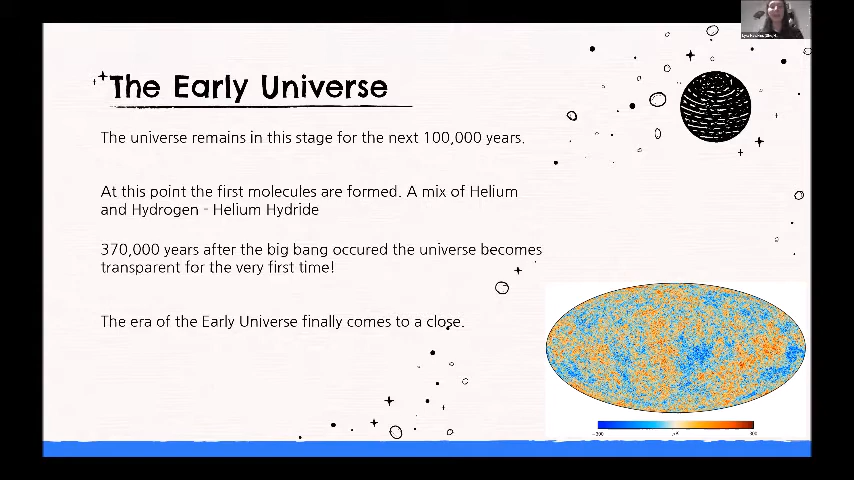 The Early Universe
The universe remains in this stage for the next 100,000 years.
At this point the first molecules are formed. A mix of Helium
and Hydrogen - Helium Hydride
370,000 years after the big bang occured the universe becomes
transparent for the very first time!
The era of the Early Universe finally comes to a close.